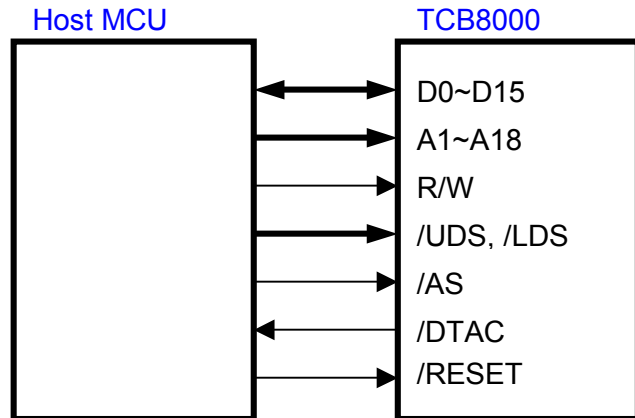 Host MCU
TCB8000
D0~D15
A1~A18
R/W
/UDS, /LDS
/AS
/DTAC
/RESET